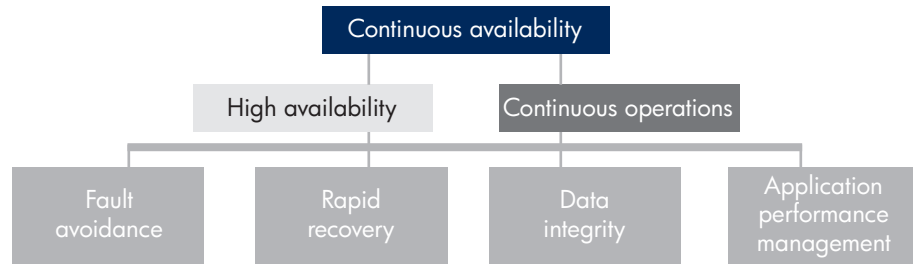 Continuous availability
High availability
Continuous operations
Fault
avoidance
Rapid
recovery
Data
integrity
Application
performance
management